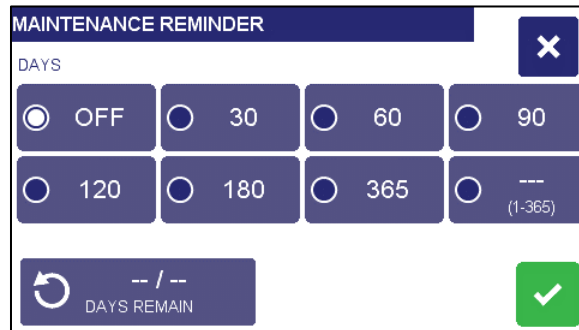 MAINTENANCE REMINDER
DAYS
OFF 30 60 90
120 180 365 ---
(1-365)
-- / --
DAYS REMAIN